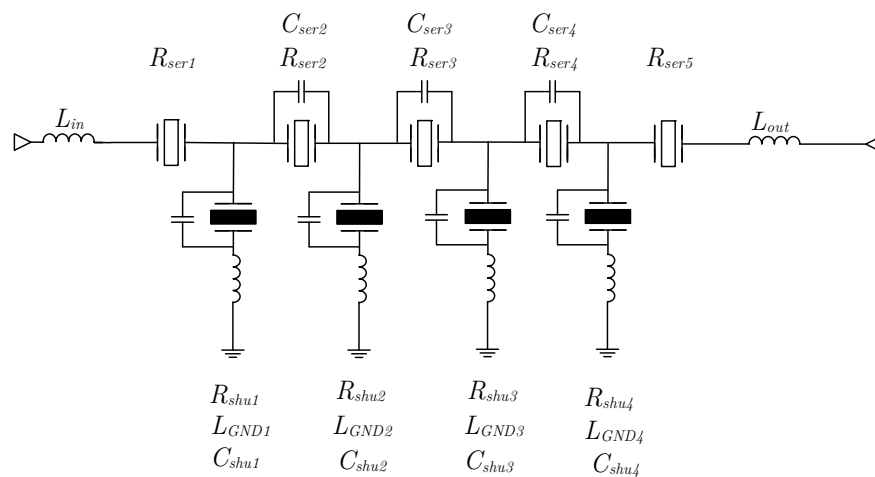 C_ser2 C_ser3 C_ser4
R_ser1 R_ser2 R_ser3 R_ser4 R_ser5
L_in L_out
R_shu1 R_shu2 R_shu3 R_shu4
L_GND1 L_GND2 L_GND3 L_GND4
C_shu1 C_shu2 C_shu3 C_shu4